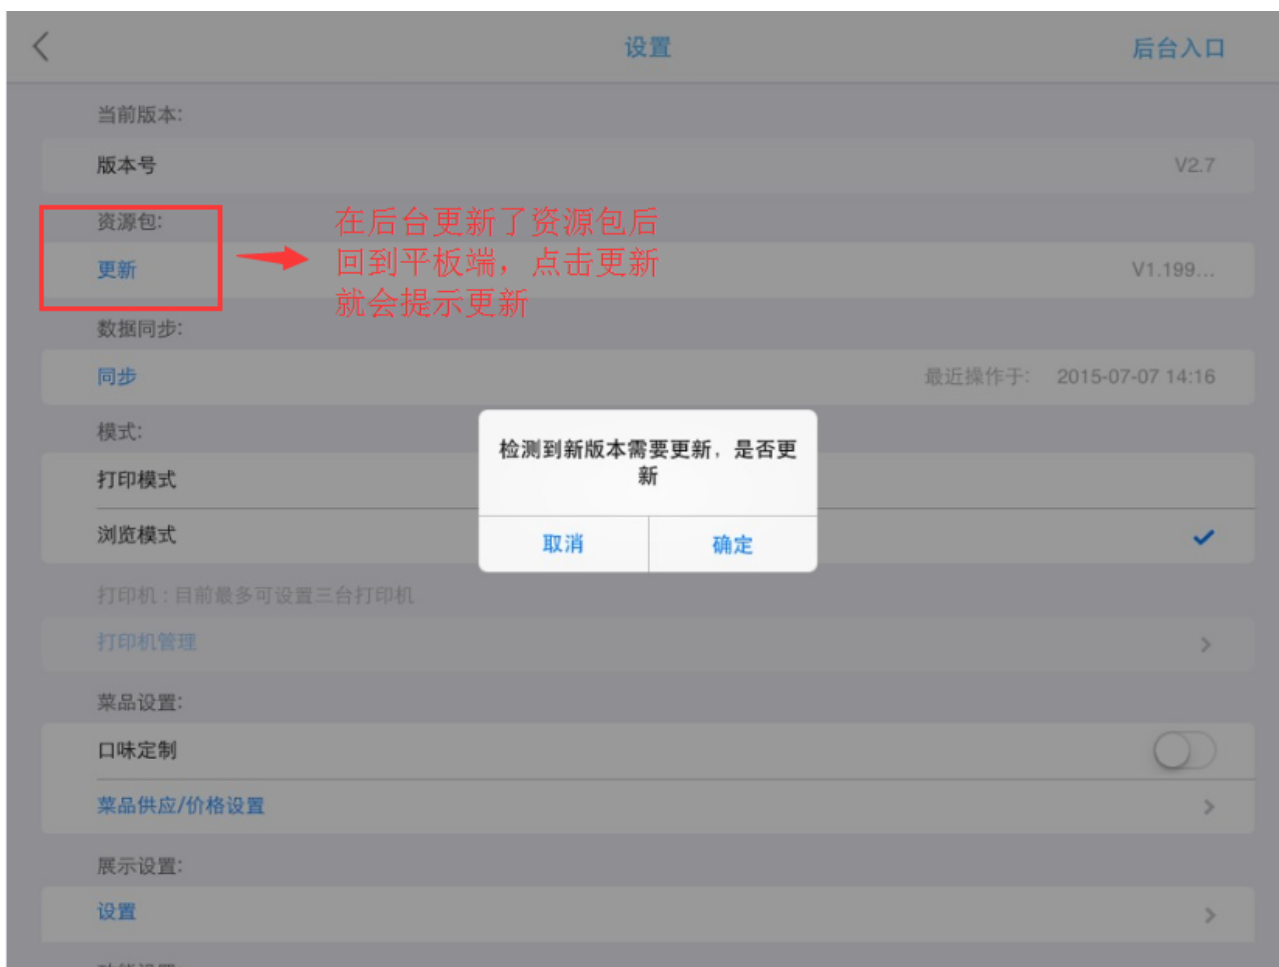 设置
后台入口
当前版本:
版本号
V2.7
资源包:
更新
V1.199...
在后台更新了资源包后
回到平板端，点击更新
就会提示更新
数据同步:
同步
最近操作于: 2015-07-07 14:16
模式:
打印模式
浏览模式
检测到新版本需要更新，是否更
新
取消
确定
打印机 : 目前最多可设置三台打印机
打印机管理
菜品设置:
口味定制
菜品供应/价格设置
展示设置:
设置